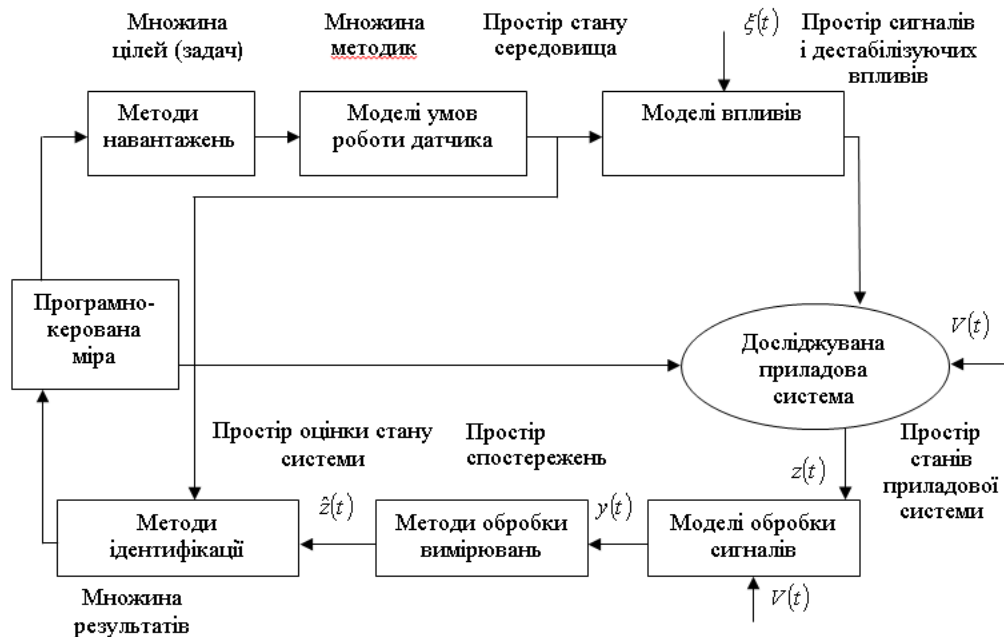 Множина
цілей (задач)
Множина
методик
Простір стану
середовища
ξ(t)
Простір сигналів
і дестабілізуючих
впливів
Методи
навантажень
Моделі умов
роботи датчика
Моделі впливів
Програмно-
керована
міра
Досліджувана
приладова
система
V(t)
Простір оцінки стану
системи
Простір
спостережень
z(t)
Простір
станів
приладової
системи
Методи
ідентифікації
ẑ(t)
Методи обробки
вимірювань
y(t)
Моделі обробки
сигналів
V(t)
Множина
результатів